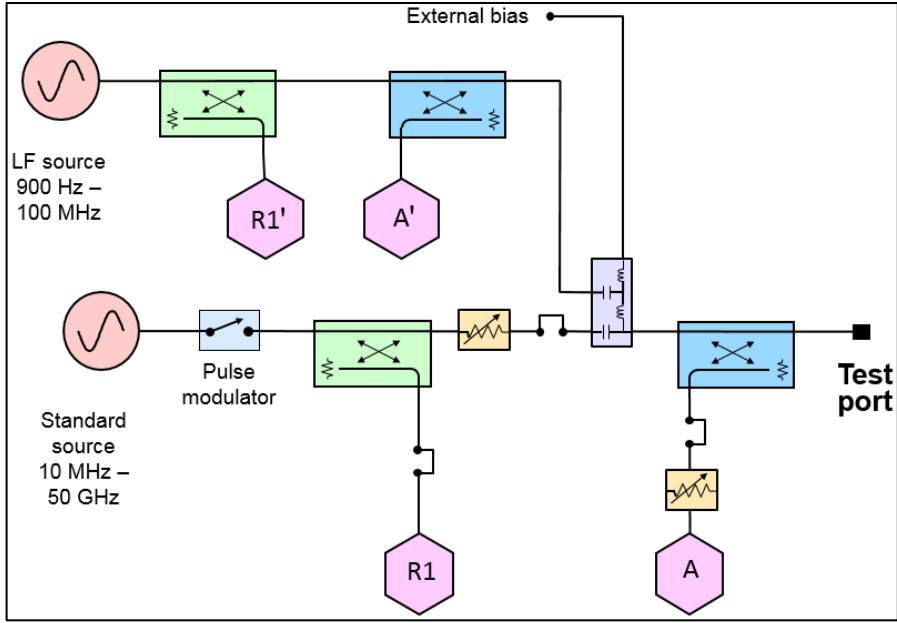 External bias
LF source
900 Hz –
100 MHz
R1'
A'
Pulse
modulator
Test
port
Standard
source
10 MHz –
50 GHz
R1
A